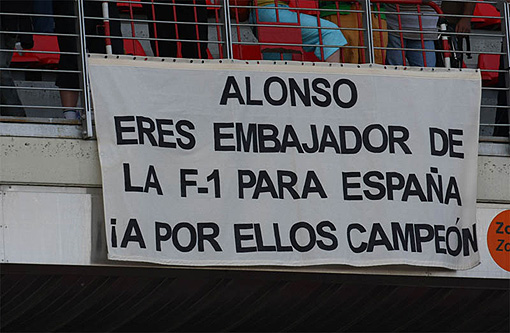 ALONSO
ERES EMBAJADOR DE
LA F-1 PARA ESPAÑA
¡A POR ELLOS CAMPEÓN